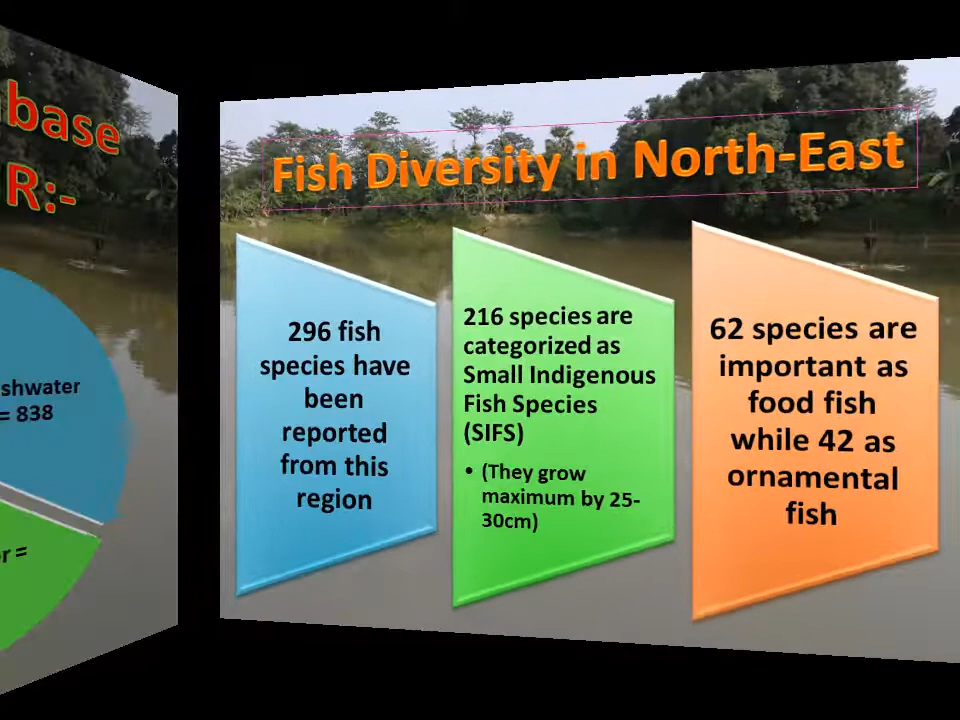 base
R:-
= 838
Fish Diversity in North-East
296 fish
species have
been
reported
from this
region
216 species are
categorized as
Small Indigenous
Fish Species
(SIFS)
• (They grow
maximum by 25-
30cm)
62 species are
important as
food fish
while 42 as
ornamental
fish